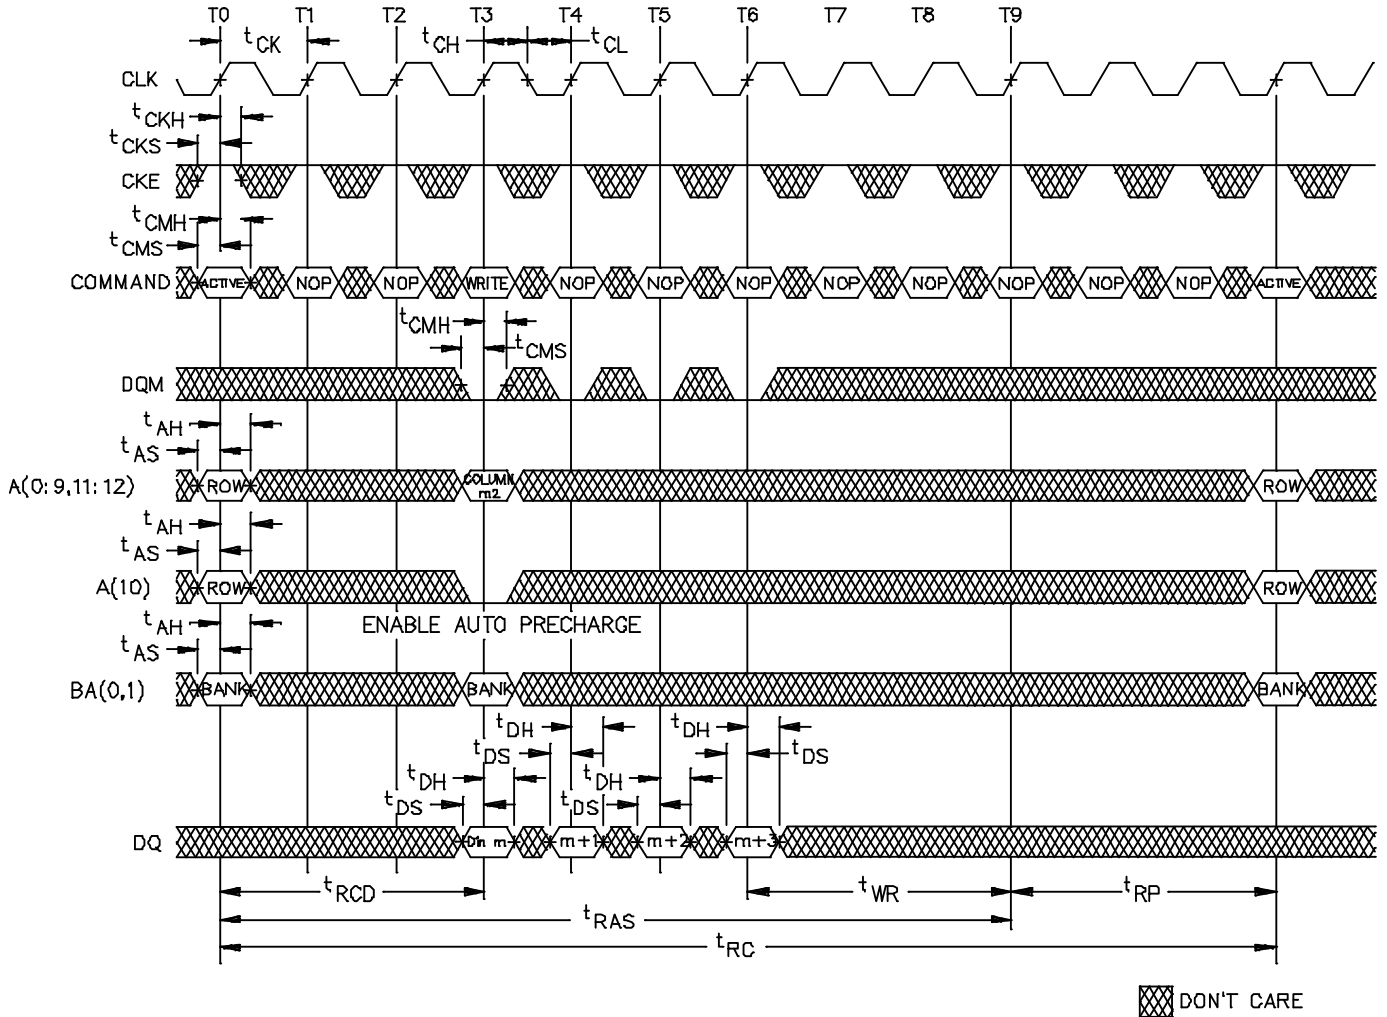 T0 T1 T2 T3 T4 T5 T6 T7 T8 T9
tCK tCH tCL
CLK
tCKH
tCKS
CKE
tCMH
tCMS
COMMAND ACTIVE NOP NOP WRITE NOP NOP NOP NOP NOP NOP NOP NOP ACTIVE
tCMH
tCMS
DQM
tAH
tAS
A(0:9,11:12) ROW COLUMN m2 ROW
tAH
tAS
A(10) ROW ROW
tAH
ENABLE AUTO PRECHARGE
tAS
BA(0,1) BANK BANK BANK
tDH tDH
tDS tDS
tDH tDH
tDS tDS
DQ Din m m+1 m+2 m+3
tRCD tWR tRP
tRAS
tRC
DON'T CARE